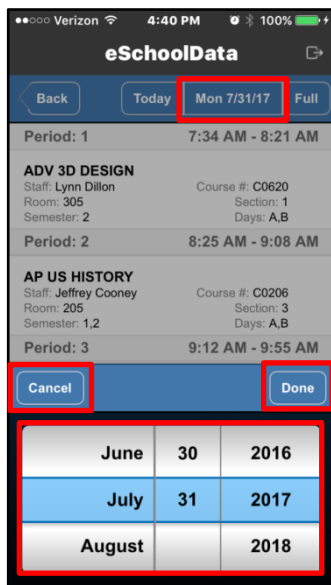 Verizon 4:40 PM 100%
eSchoolData
Back Today Mon 7/31/17 Full
Period: 1 7:34 AM - 8:21 AM
ADV 3D DESIGN
Staff: Lynn Dillon Course #: C0620
Room: 305 Section: 1
Semester: 2 Days: A,B
Period: 2 8:25 AM - 9:08 AM
AP US HISTORY
Staff: Jeffrey Cooney Course #: C0206
Room: 205 Section: 3
Semester: 1,2 Days: A,B
Period: 3 9:12 AM - 9:55 AM
Cancel Done
June 30 2016
July 31 2017
August 2018